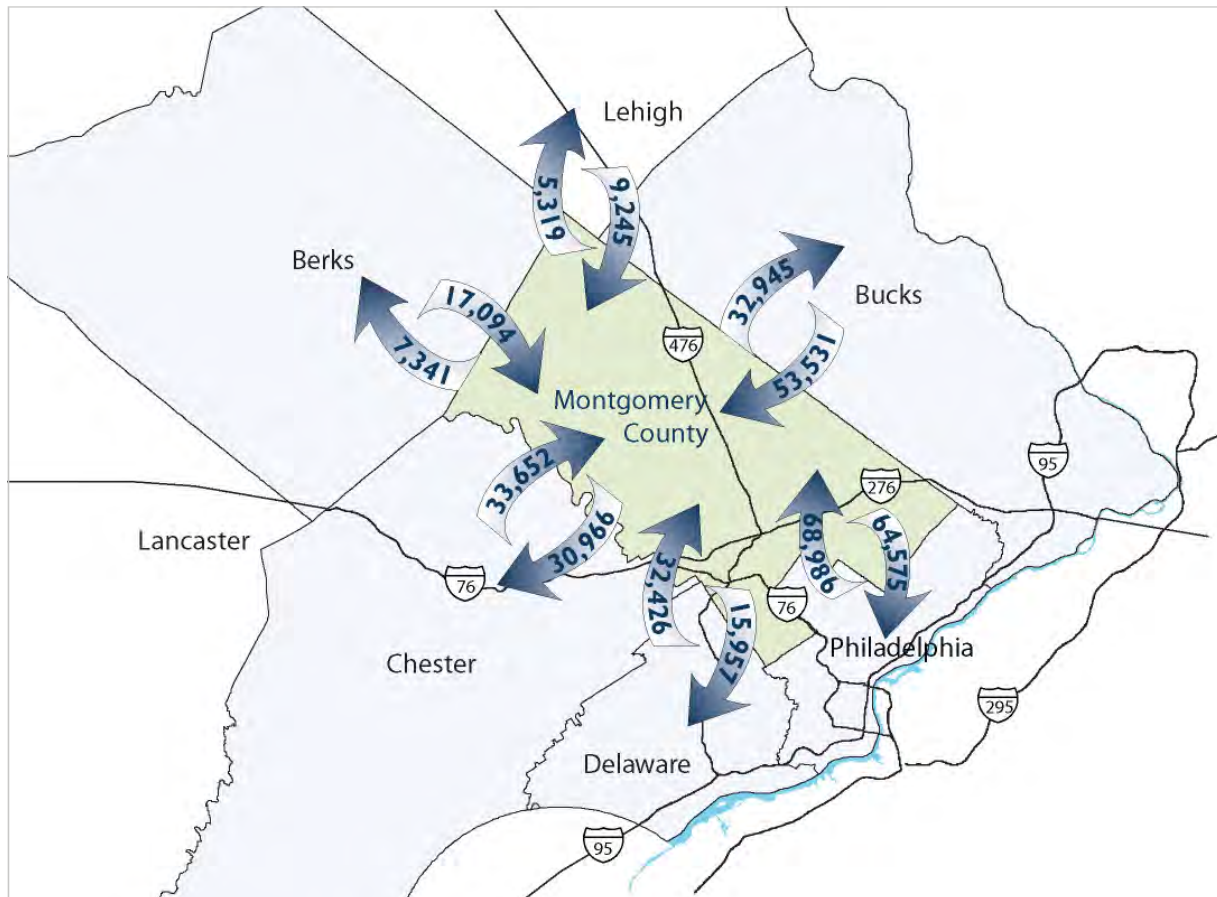 Lehigh
5,319
9,245
Berks
17,094
7,341
32,945
Bucks
53,531
476
Montgomery
County
33,652
30,966
276
95
Lancaster
76
32,426
15,957
68,986
64,575
76
Philadelphia
Chester
295
Delaware
95